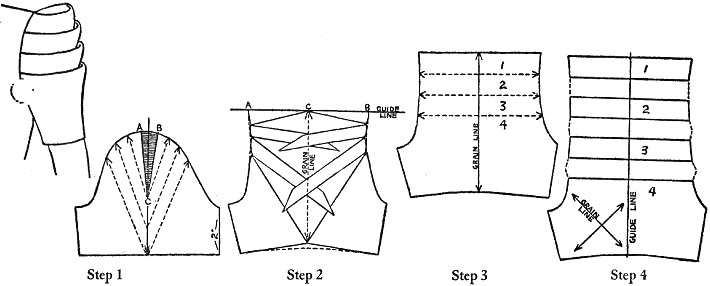 A B
C
2"
Step 1
A C B
GUIDE
LINE
GRAIN
LINE
Step 2
1
2
3
4
GRAIN LINE
Step 3
1
2
3
4
GRAIN
LINE
GUIDE LINE
Step 4